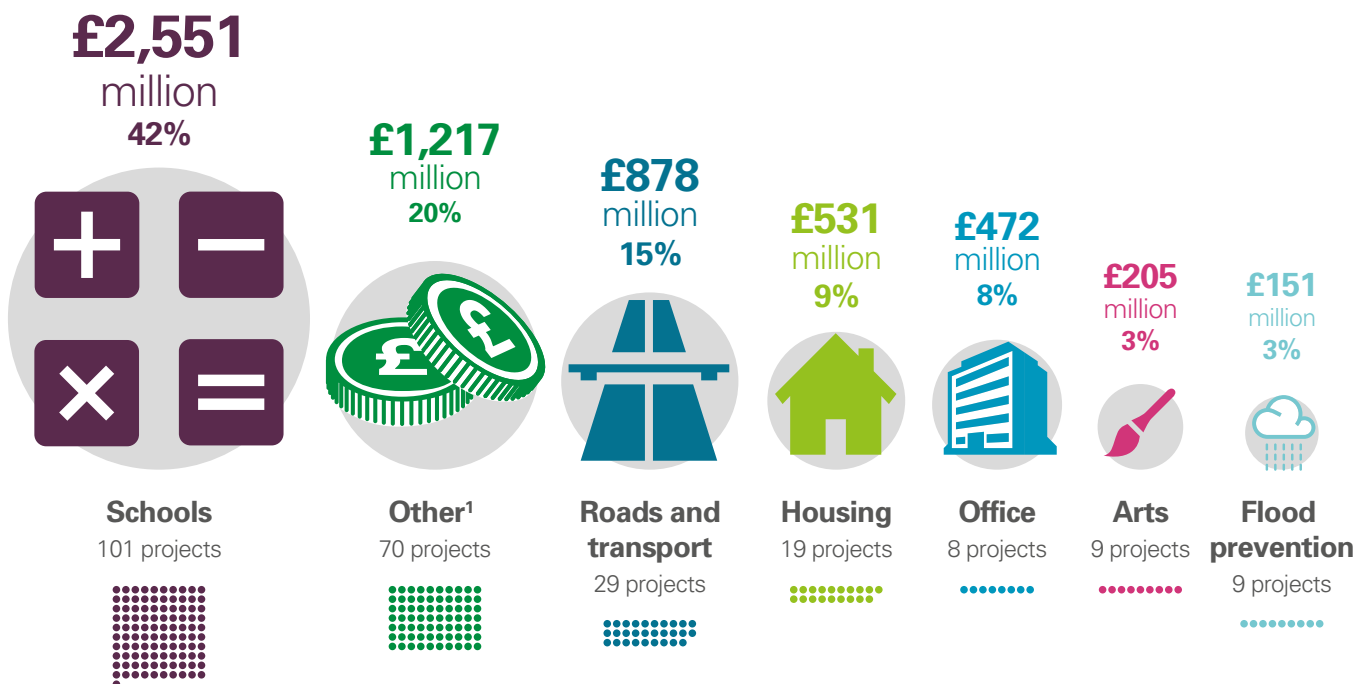 £2,551
million
42%
Schools
101 projects
£1,217
million
20%
Other¹
70 projects
£878
million
15%
Roads and
transport
29 projects
£531
million
9%
Housing
19 projects
£472
million
8%
Office
8 projects
£205
million
3%
Arts
9 projects
£151
million
3%
Flood
prevention
9 projects